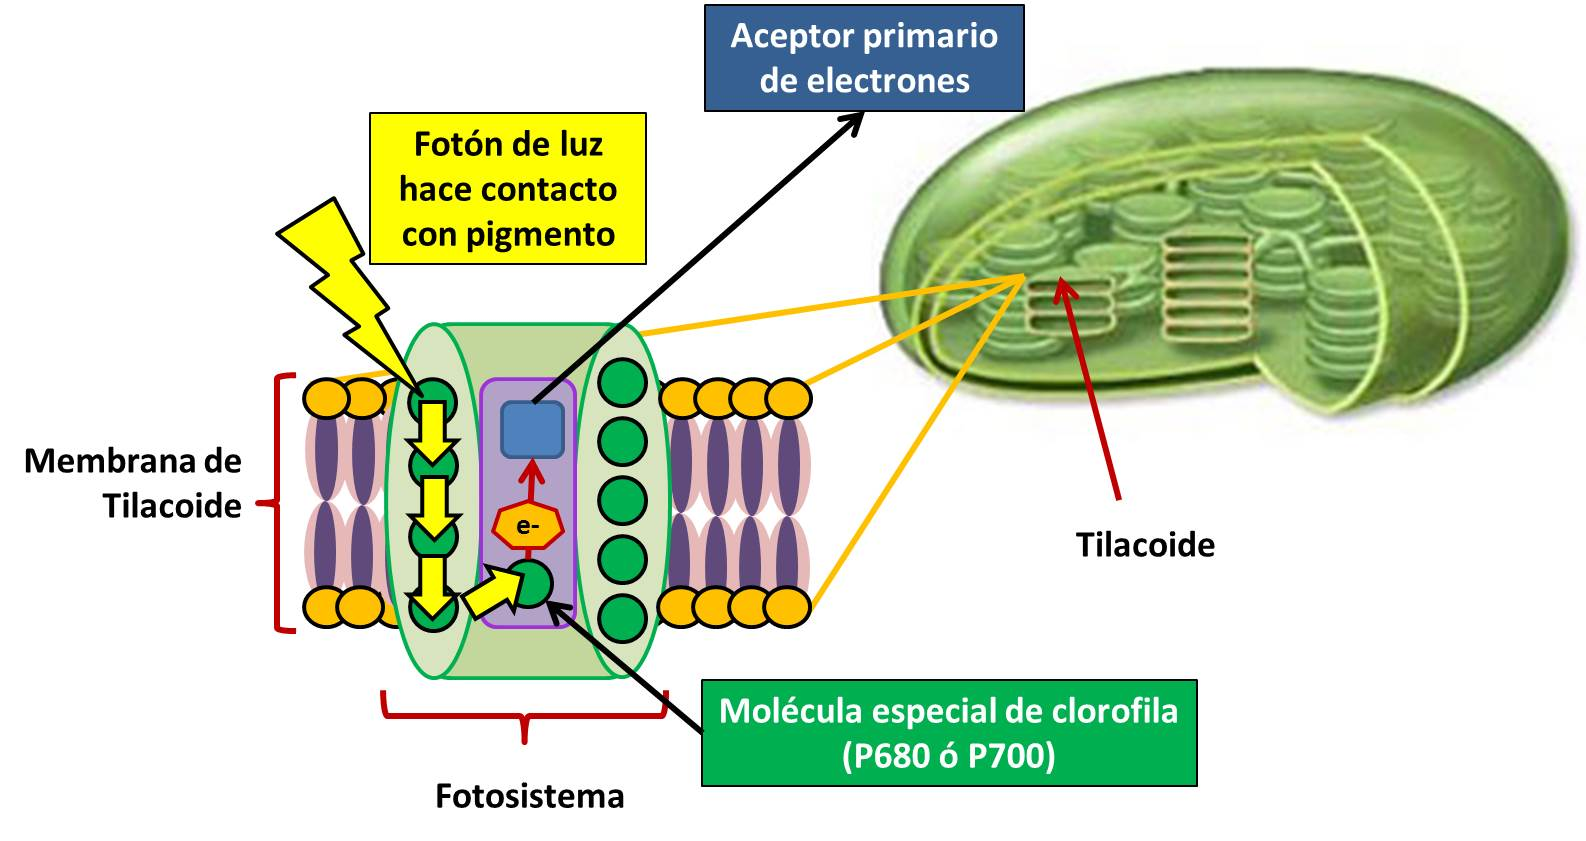 Aceptor primario
de electrones
Fotón de luz
hace contacto
con pigmento
Membrana de
Tilacoide
e-
Tilacoide
Molécula especial de clorofila
(P680 ó P700)
Fotosistema